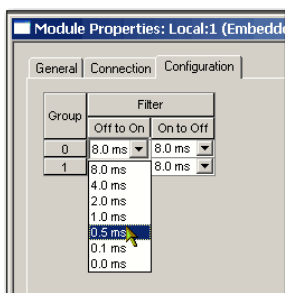 Module Properties: Local:1 (Embedde
General Connection Configuration
Group Filter
Off to On On to Off
0 8.0 ms 8.0 ms
1 8.0 ms
8.0 ms
4.0 ms
2.0 ms
1.0 ms
0.5 ms
0.1 ms
0.0 ms